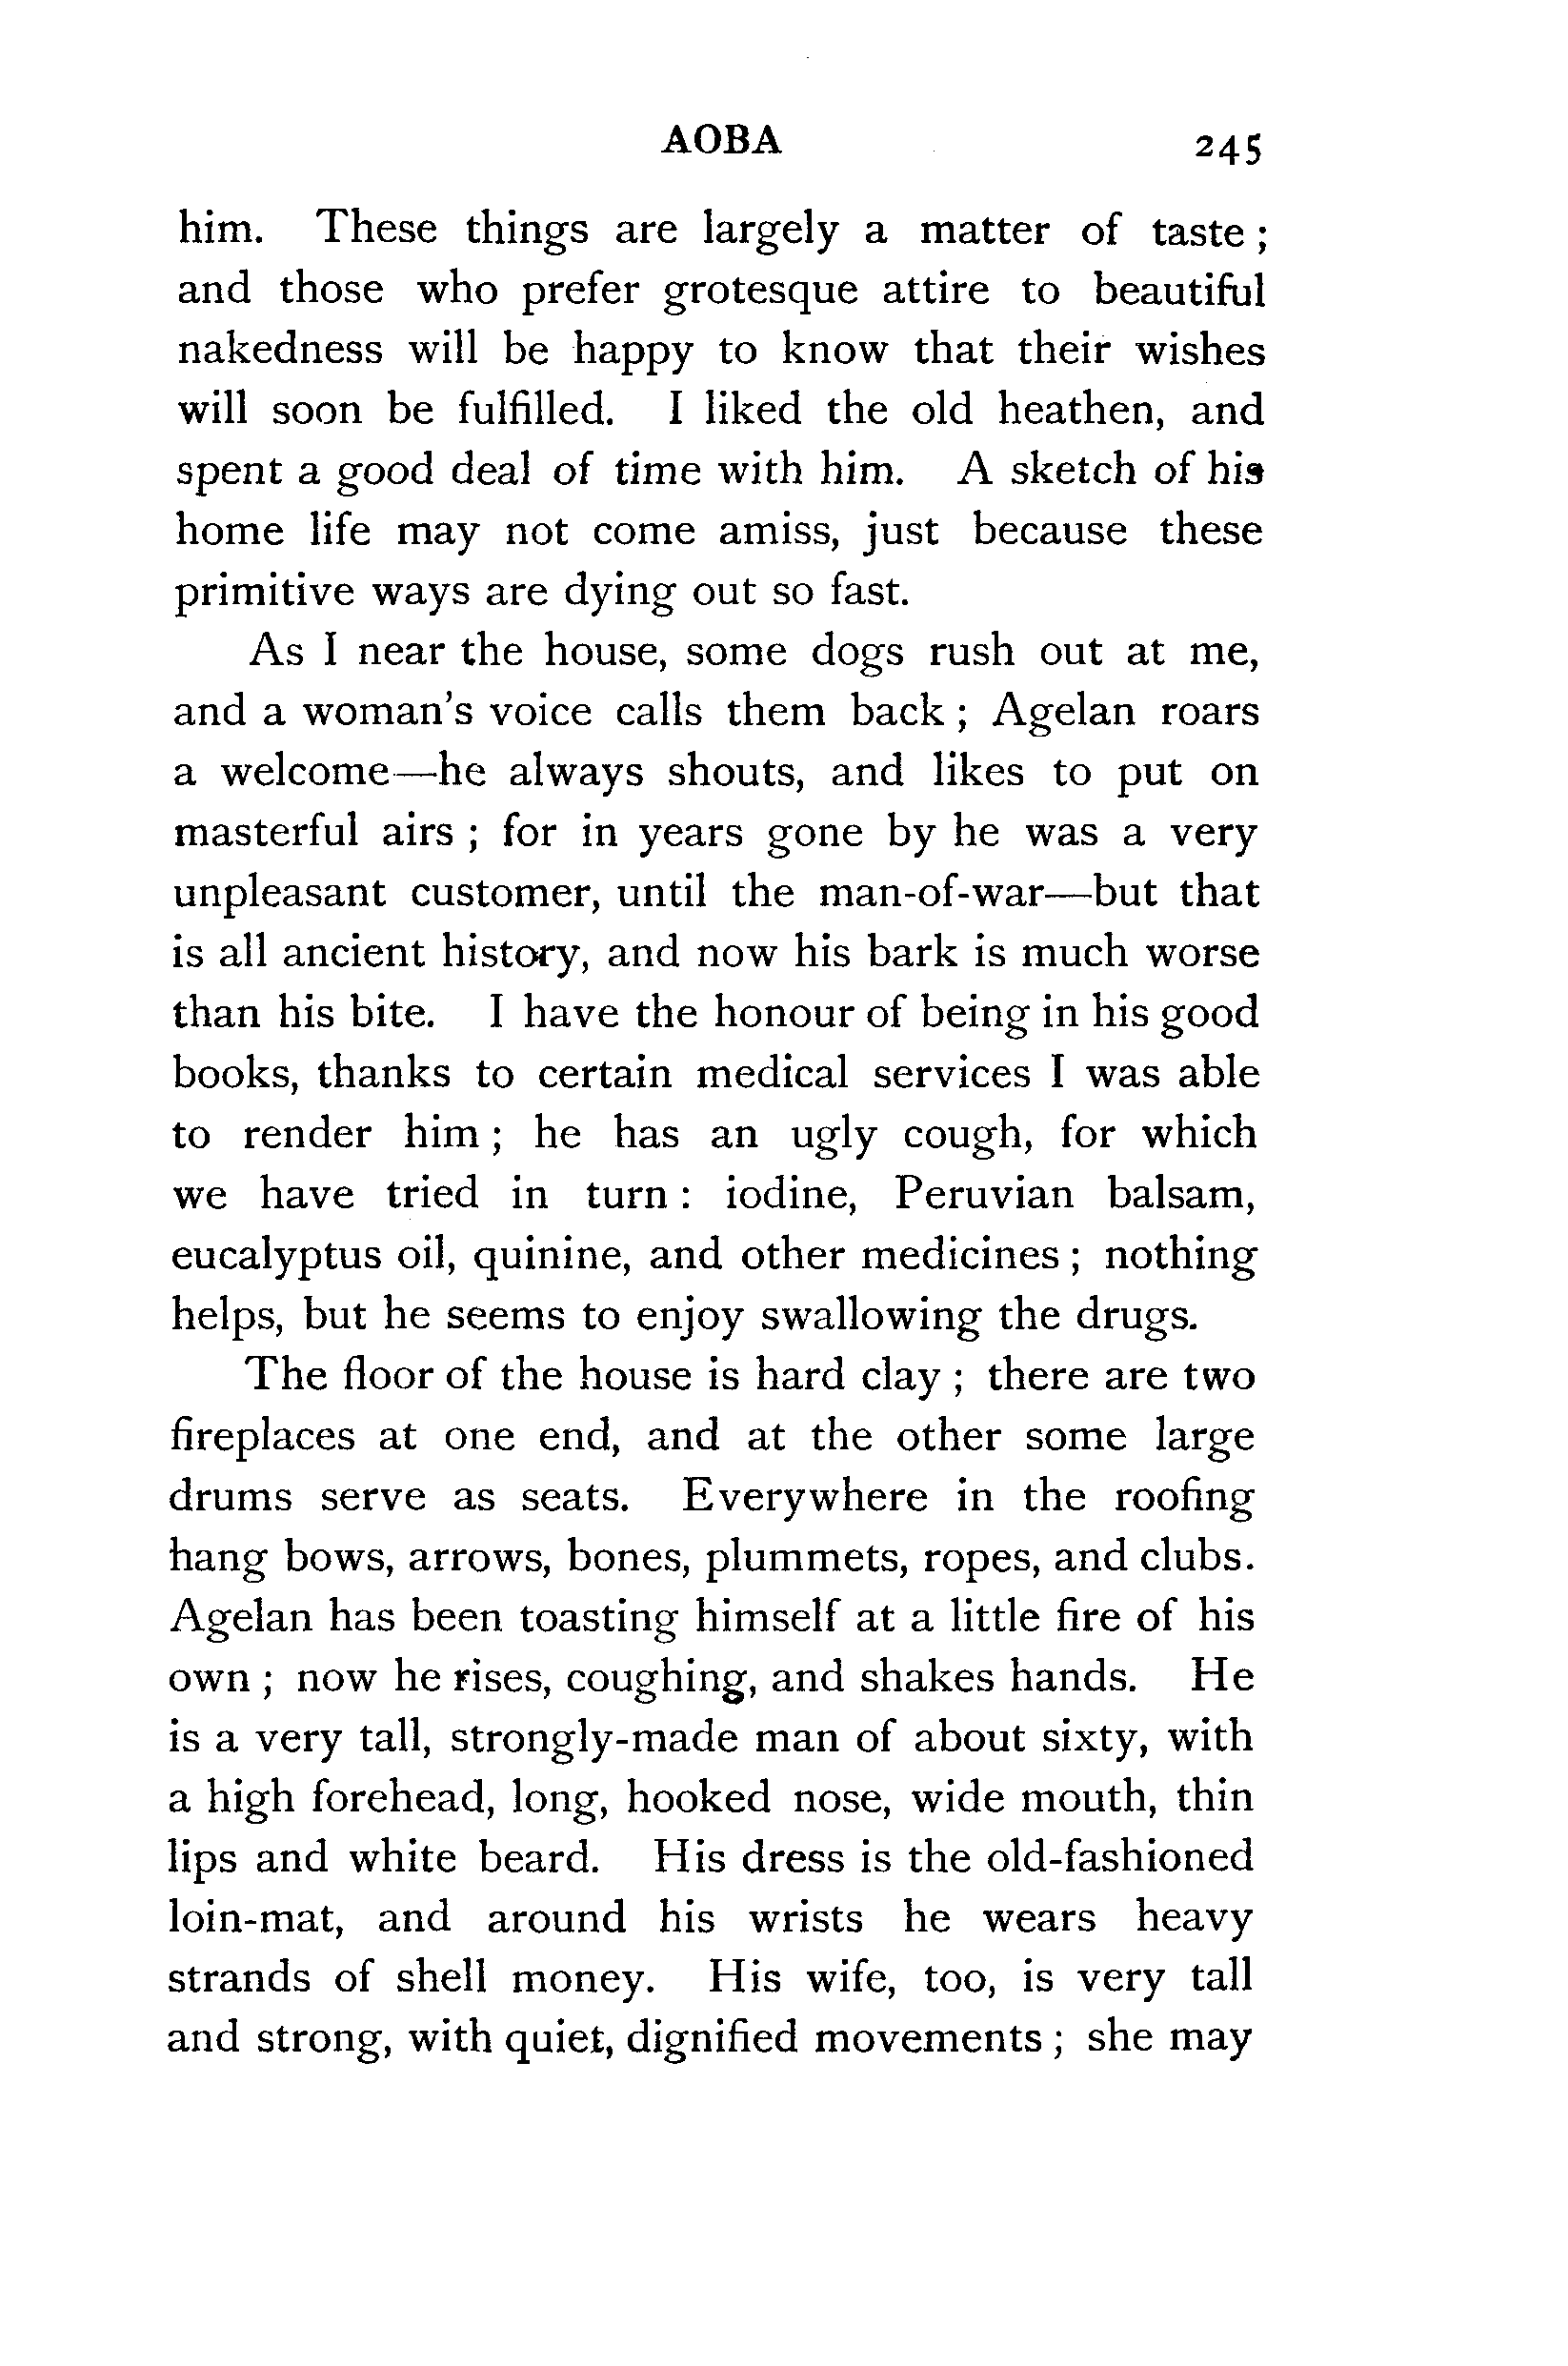 AOBA 245
him. These things are largely a matter of taste ;
and those who prefer grotesque attire to beautiful
nakedness will be happy to know that their wishes
will soon be fulfilled. I liked the old heathen, and
spent a good deal of time with him. A sketch of his
home life may not come amiss, just because these
primitive ways are dying out so fast.
As I near the house, some dogs rush out at me,
and a woman's voice calls them back ; Agelan roars
a welcome—he always shouts, and likes to put on
masterful airs ; for in years gone by he was a very
unpleasant customer, until the man-of-war—but that
is all ancient history, and now his bark is much worse
than his bite. I have the honour of being in his good
books, thanks to certain medical services I was able
to render him ; he has an ugly cough, for which
we have tried in turn : iodine, Peruvian balsam,
eucalyptus oil, quinine, and other medicines ; nothing
helps, but he seems to enjoy swallowing the drugs.
The floor of the house is hard clay ; there are two
fireplaces at one end, and at the other some large
drums serve as seats. Everywhere in the roofing
hang bows, arrows, bones, plummets, ropes, and clubs.
Agelan has been toasting himself at a little fire of his
own ; now he rises, coughing, and shakes hands. He
is a very tall, strongly-made man of about sixty, with
a high forehead, long, hooked nose, wide mouth, thin
lips and white beard. His dress is the old-fashioned
loin-mat, and around his wrists he wears heavy
strands of shell money. His wife, too, is very tall
and strong, with quiet, dignified movements ; she may